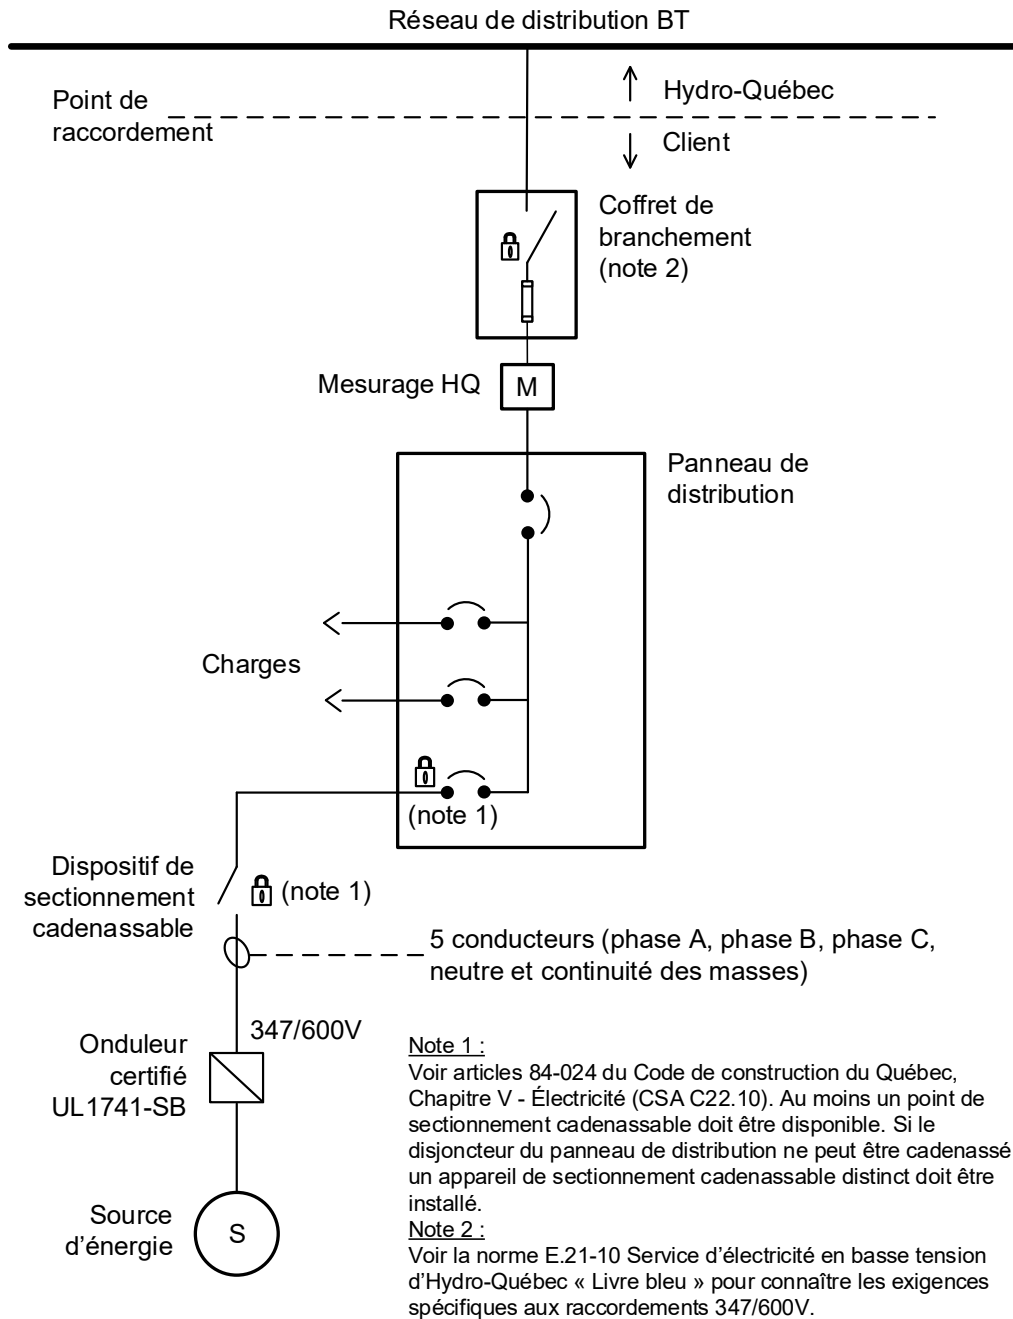 Réseau de distribution BT
Hydro-Québec
Point de
raccordement
Client
Coffret de
branchement
(note 2)
Mesurage HQ
M
Panneau de
distribution
Charges
(note 1)
Dispositif de
sectionnement
cadenassable
(note 1)
5 conducteurs (phase A, phase B, phase C,
neutre et continuité des masses)
347/600V
Onduleur
certifié
UL1741-SB
Source
d’énergie
S
Note 1 :
Voir articles 84-024 du Code de construction du Québec,
Chapitre V - Électricité (CSA C22.10). Au moins un point de
sectionnement cadenassable doit être disponible. Si le
disjoncteur du panneau de distribution ne peut être cadenassé
un appareil de sectionnement cadenassable distinct doit être
installé.
Note 2 :
Voir la norme E.21-10 Service d’électricité en basse tension
d’Hydro-Québec « Livre bleu » pour connaître les exigences
spécifiques aux raccordements 347/600V.